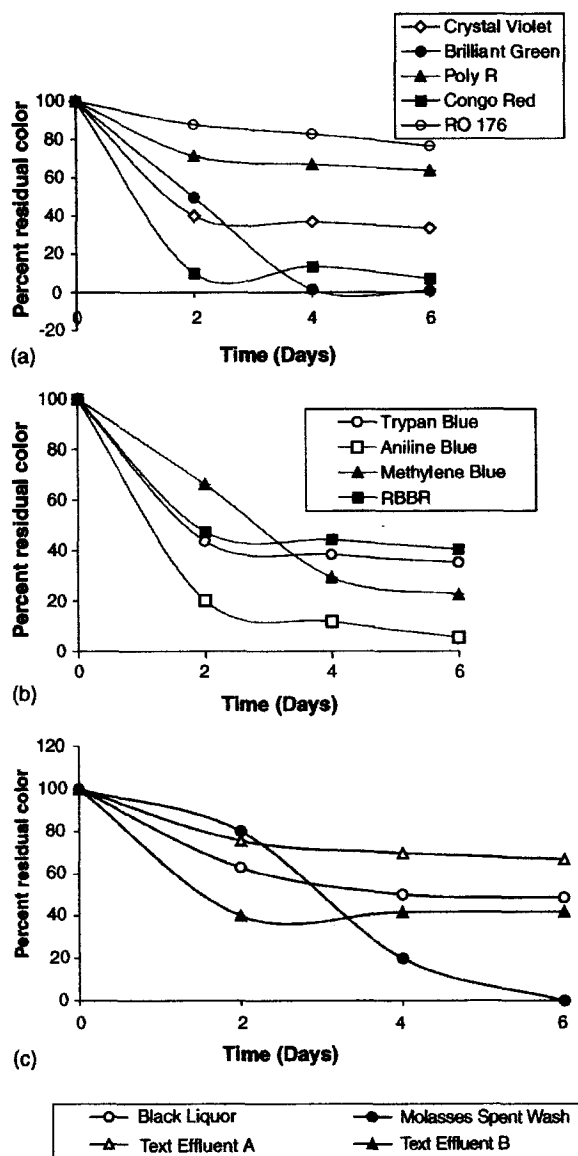 Crystal Violet
Brilliant Green
Poly R
Congo Red
RO 176
100
80
60
40
20
0
-20
0
2
4
6
Percent residual color
Time (Days)
(a)
Trypan Blue
Aniline Blue
Methylene Blue
RBBR
100
80
60
40
20
0
0
2
4
6
Percent residual color
Time (Days)
(b)
120
100
80
60
40
20
0
0
2
4
6
Percent residual color
Time (Days)
(c)
Black Liquor
Molasses Spent Wash
Text Effluent A
Text Effluent B